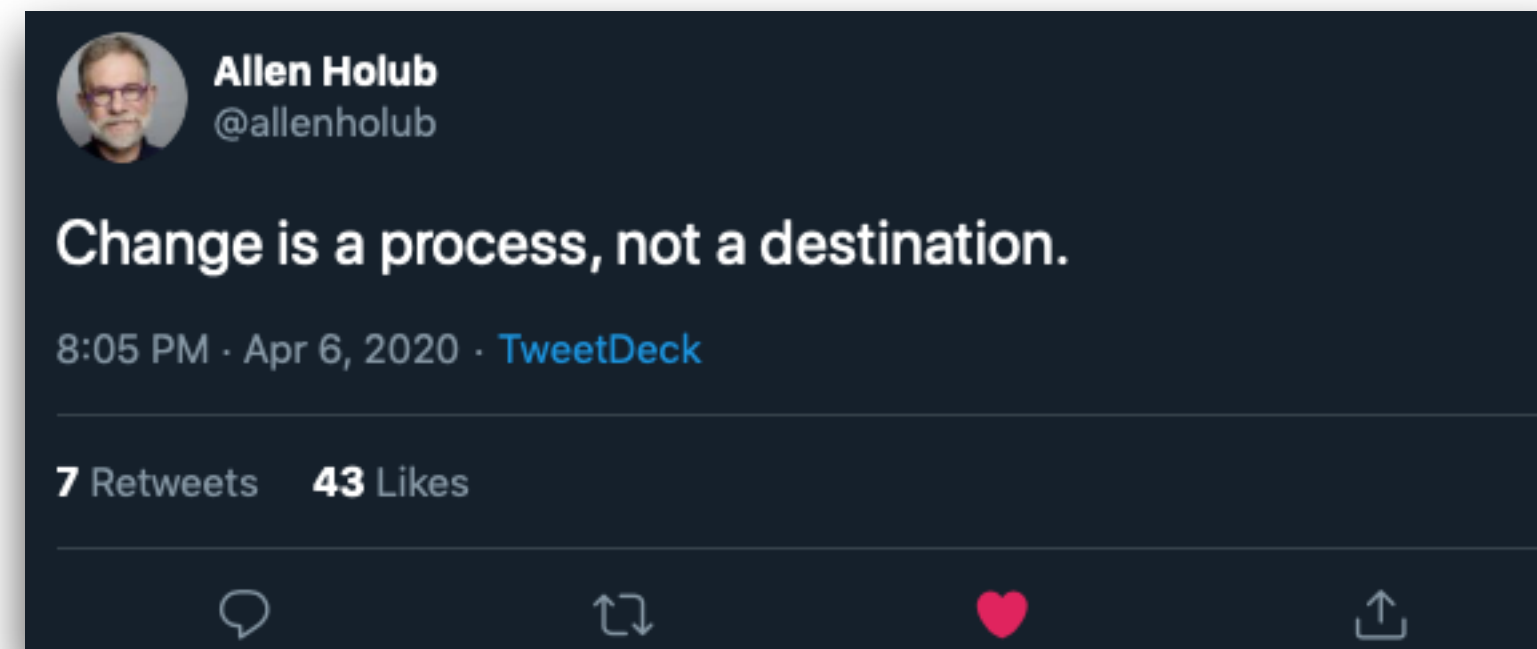 Allen Holub
@allenholub
Change is a process, not a destination.
8:05 PM · Apr 6, 2020 · TweetDeck
7 Retweets 43 Likes